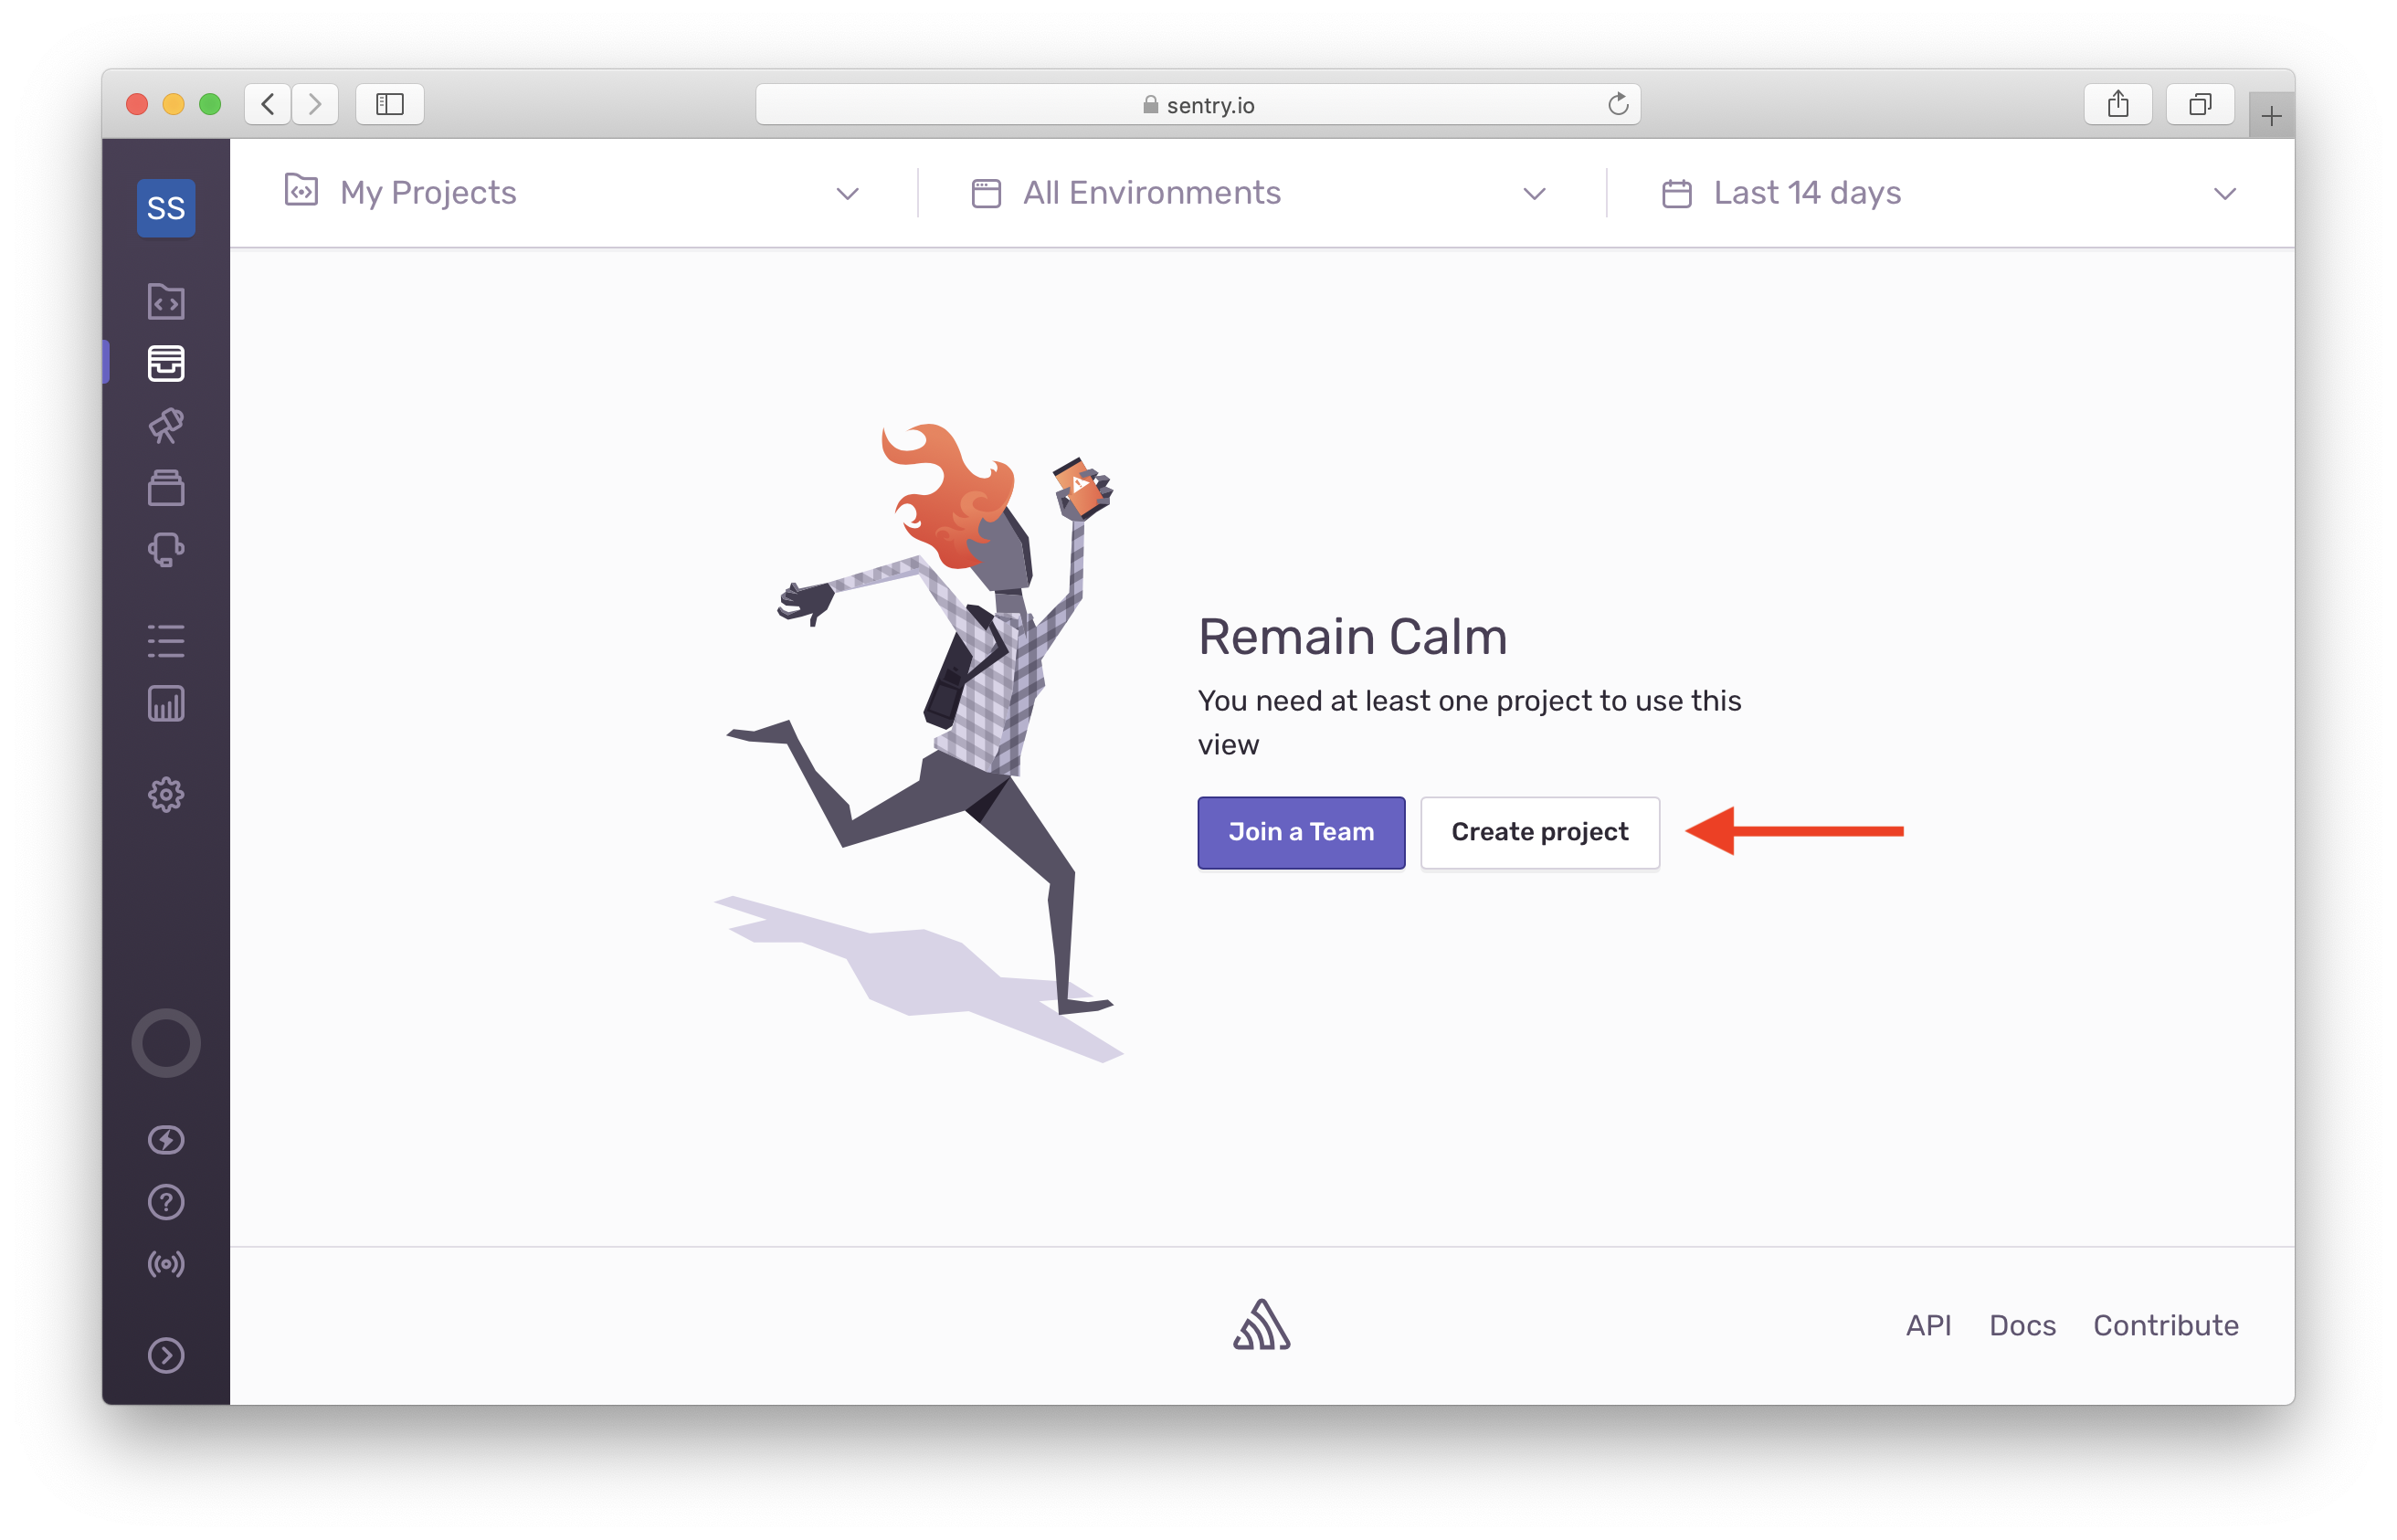 sentry.io
SS
My Projects
All Environments
Last 14 days
Remain Calm
You need at least one project to use this
view
Join a Team
Create project
API
Docs
Contribute